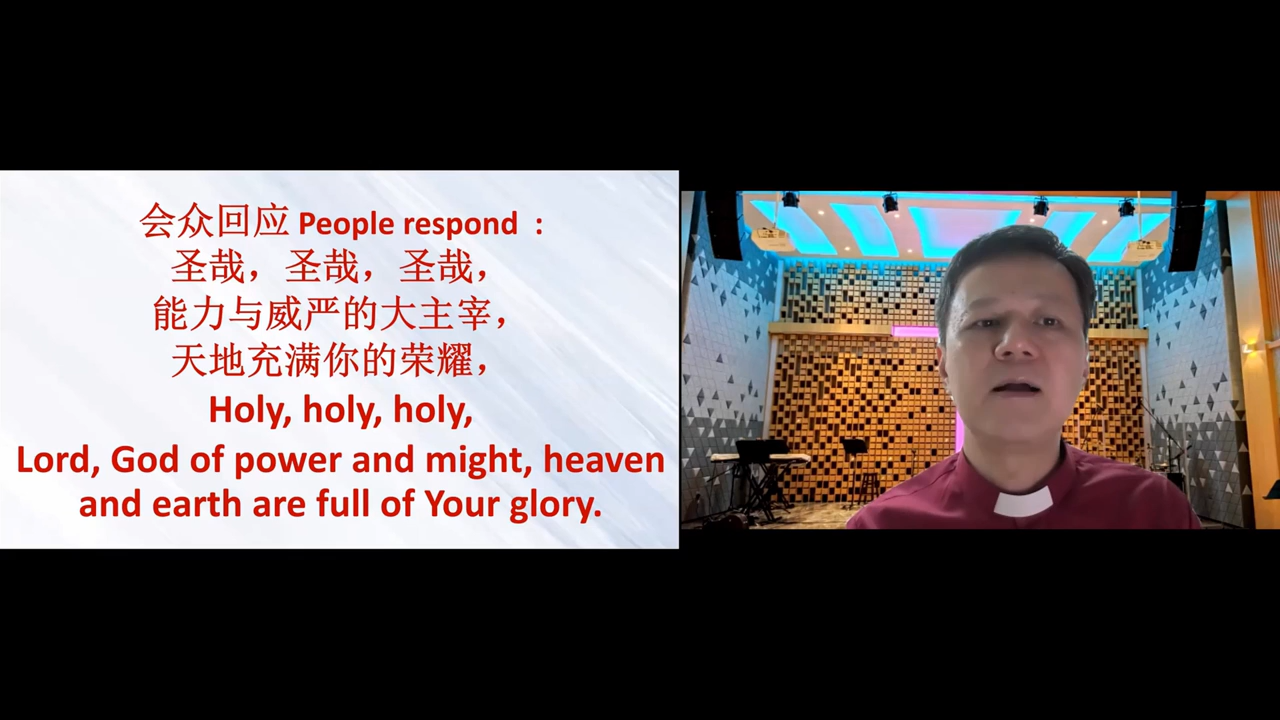 会众回应 People respond :
圣哉，圣哉，圣哉，
能力与威严的大主宰，
天地充满你的荣耀，
Holy, holy, holy,
Lord, God of power and might, heaven
and earth are full of Your glory.